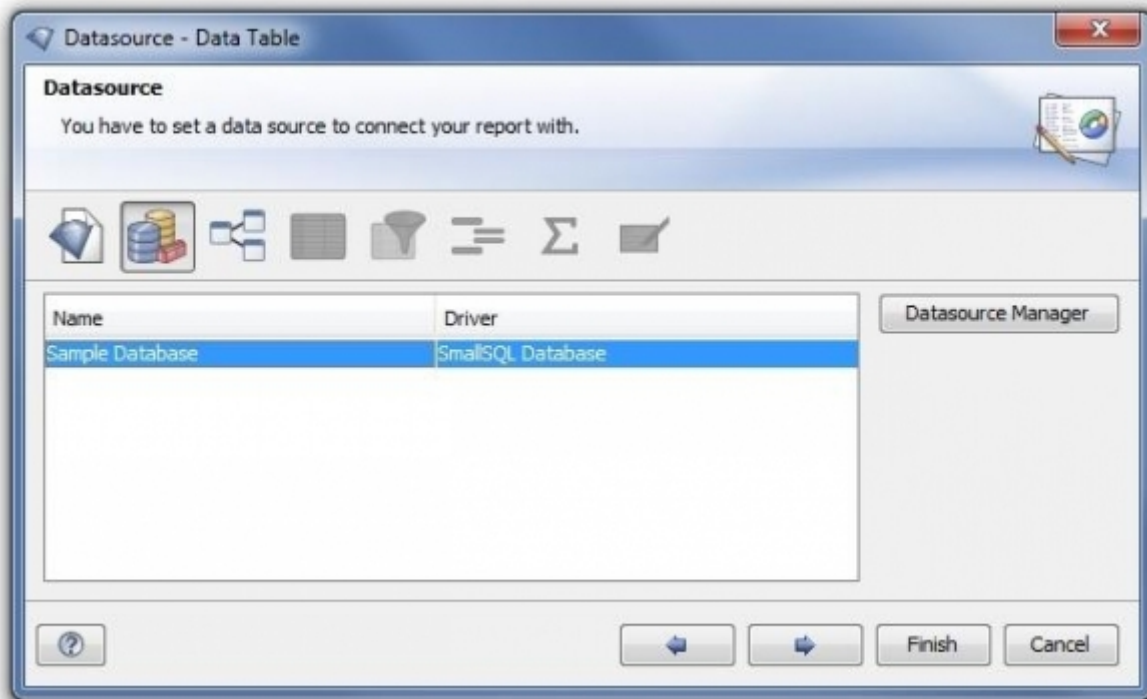 Datasource - Data Table
Datasource
You have to set a data source to connect your report with.
Name Driver
Datasource Manager
Sample Database SmallSQL Database
Finish Cancel